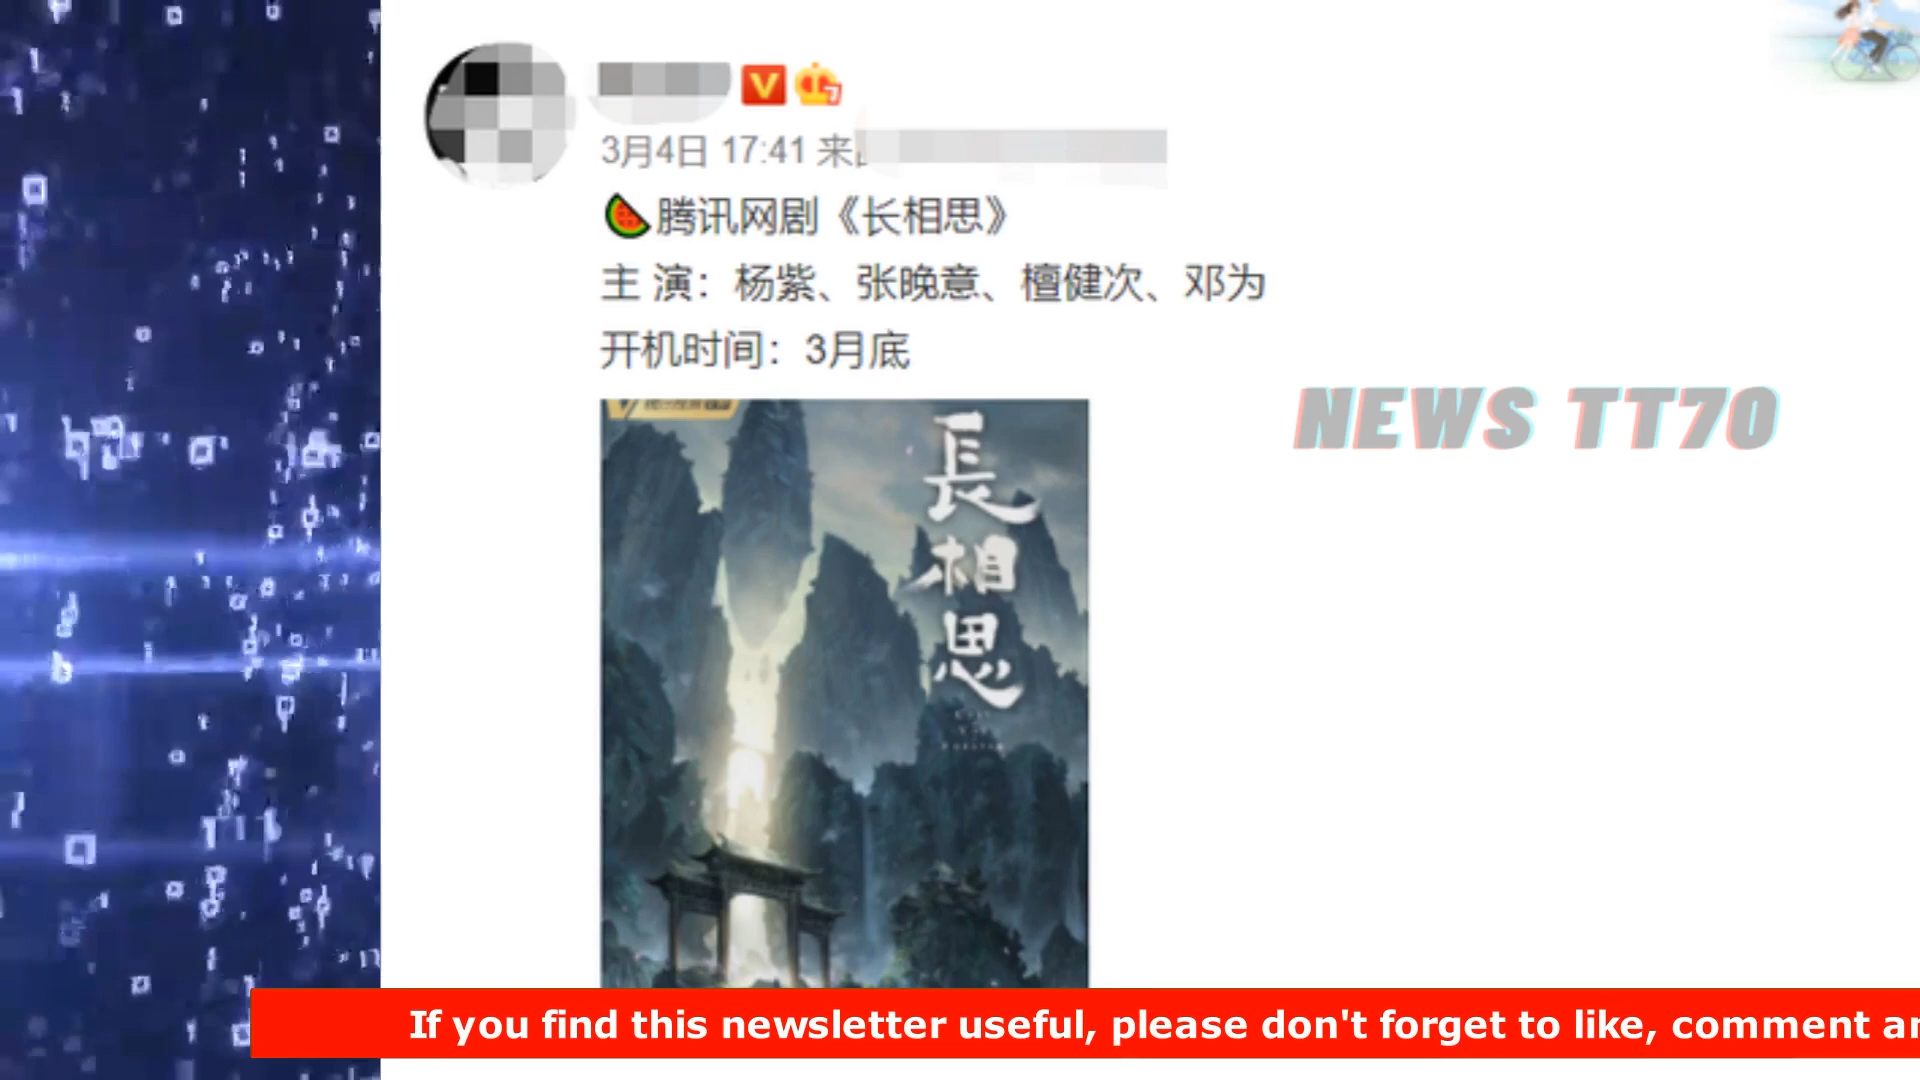 3月4日 17:41 来
🍉腾讯网剧《长相思》
主 演：杨紫、张晚意、檀健次、邓为
开机时间：3月底
長相思
NEWS TT70
If you find this newsletter useful, please don't forget to like, comment